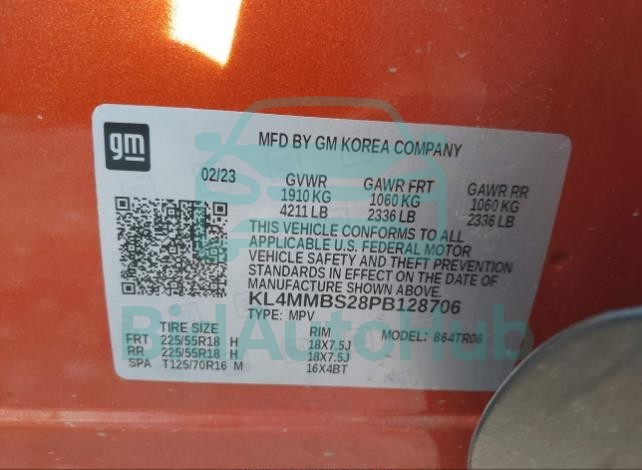 gm
MFD BY GM KOREA COMPANY
02/23 GVWR GAWR FRT GAWR RR
1910 KG 1060 KG 1060 KG
4211 LB 2336 LB 2336 LB
THIS VEHICLE CONFORMS TO ALL
APPLICABLE U.S. FEDERAL MOTOR
VEHICLE SAFETY AND THEFT PREVENTION
STANDARDS IN EFFECT ON THE DATE OF
MANUFACTURE SHOWN ABOVE.
KL4MMBS28PB128706
TYPE: MPV
TIRE SIZE RIM MODEL: 864TR06
FRT 225/55R18 H 18X7.5J
RR 225/55R18 H 18X7.5J
SPA T125/70R16 M 16X4BT
BidAutoHub